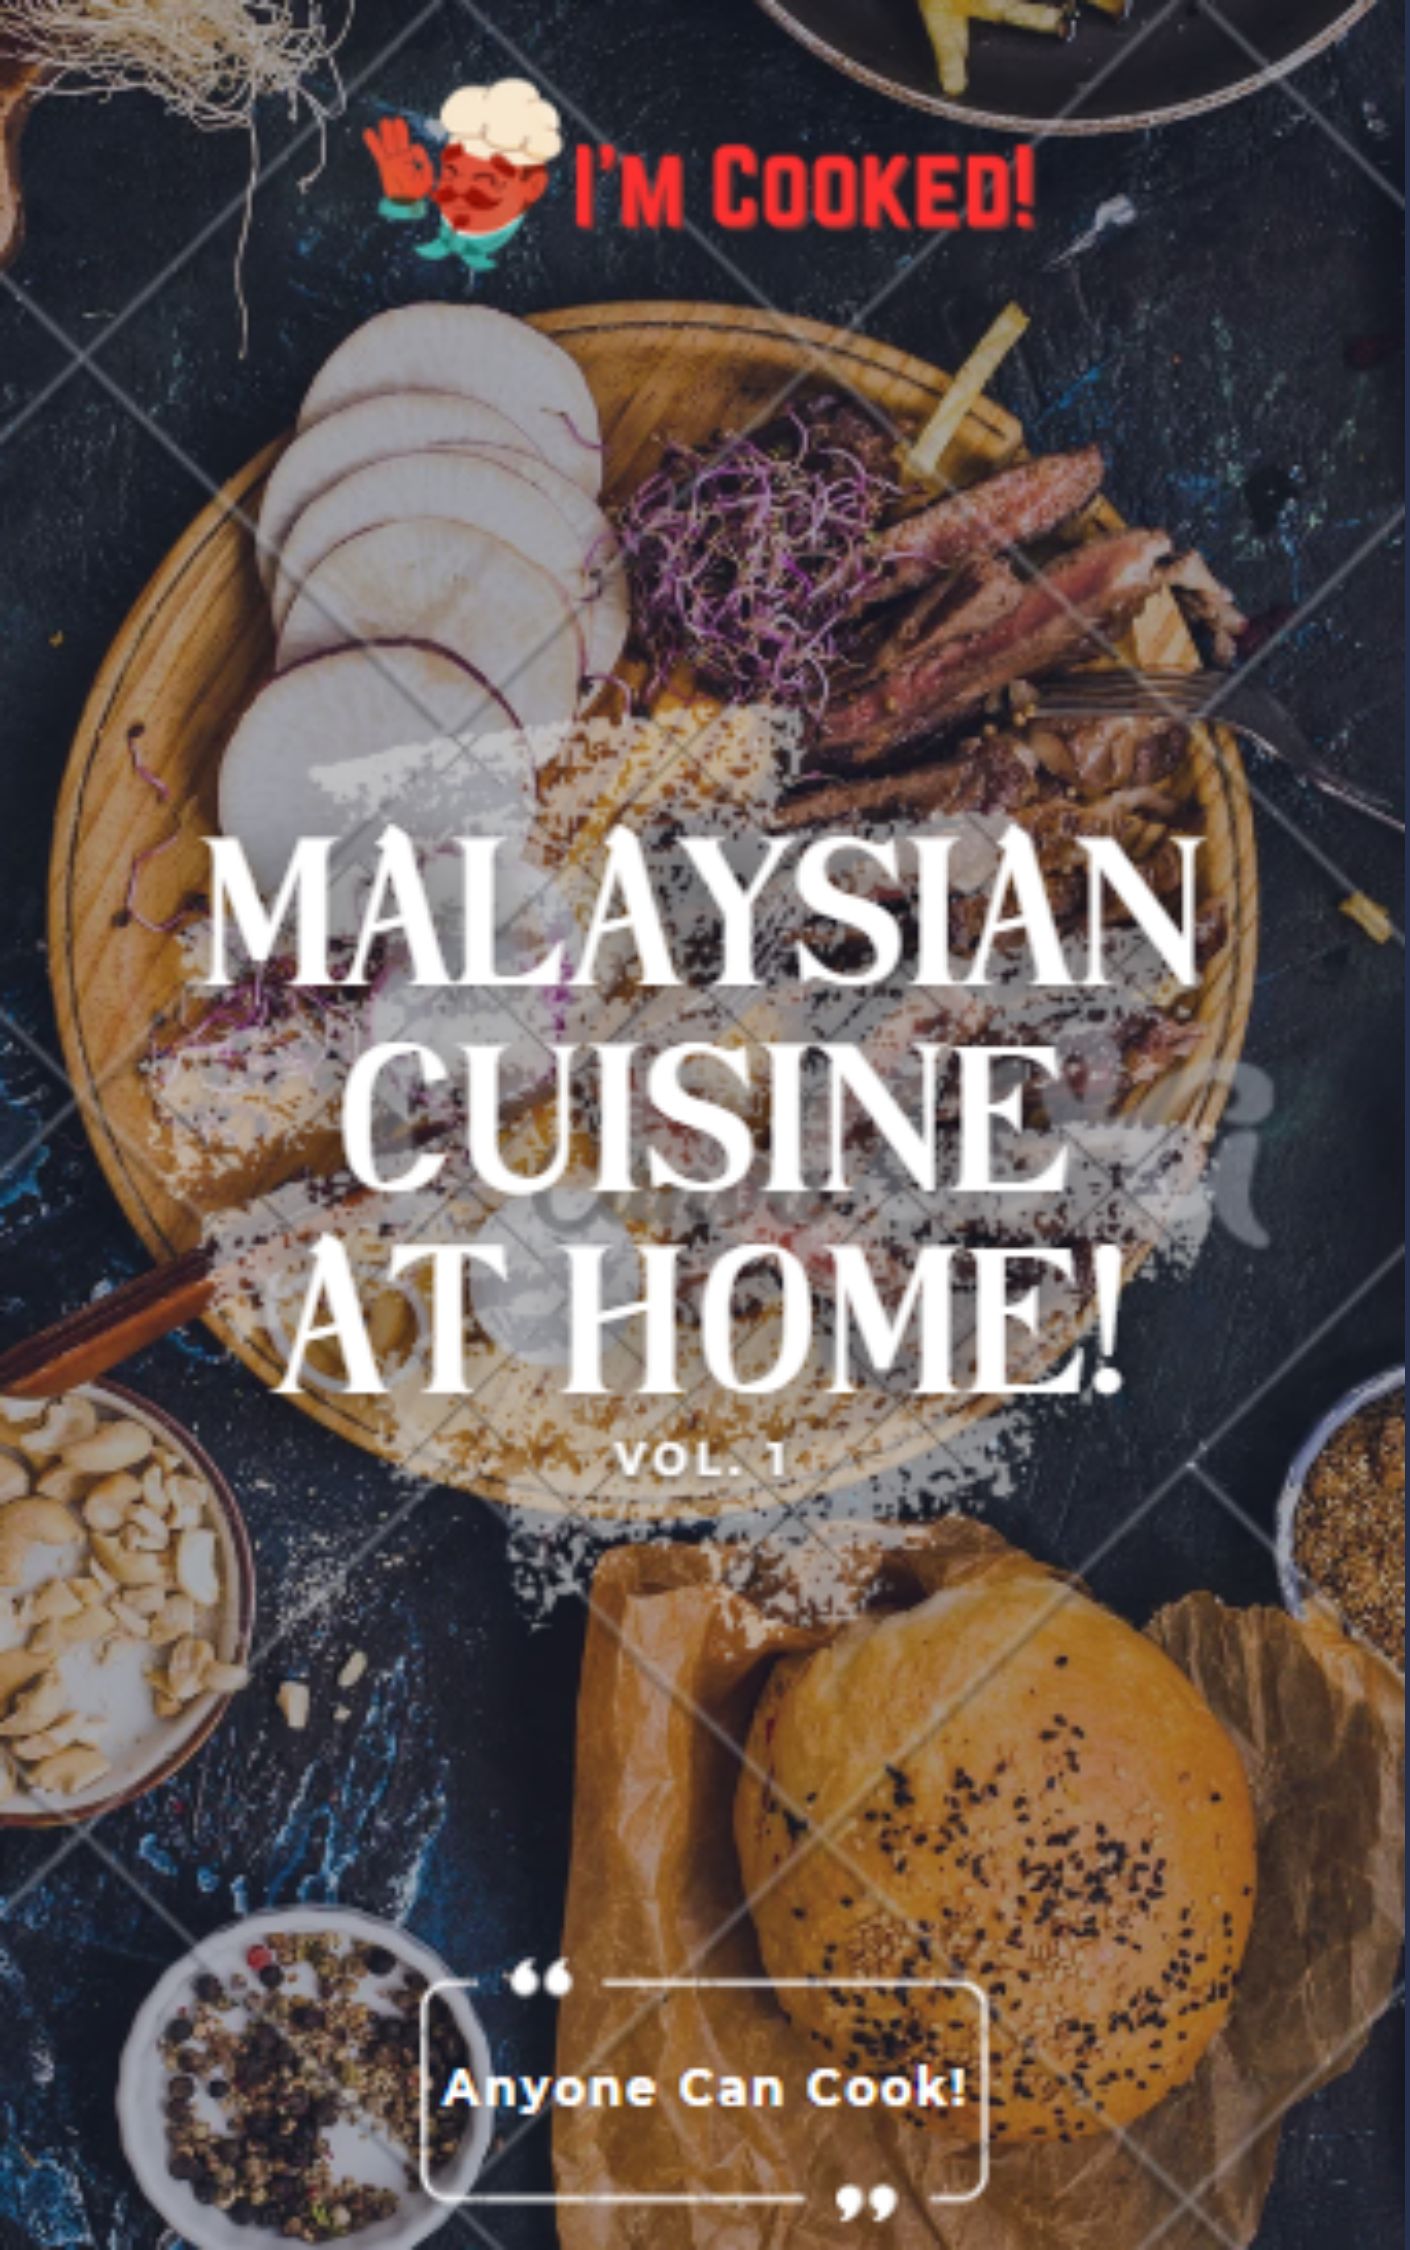 I'M COOKED!
MALAYSIAN
CUISINE
AT HOME!
VOL. 1
“
Anyone Can Cook!
”